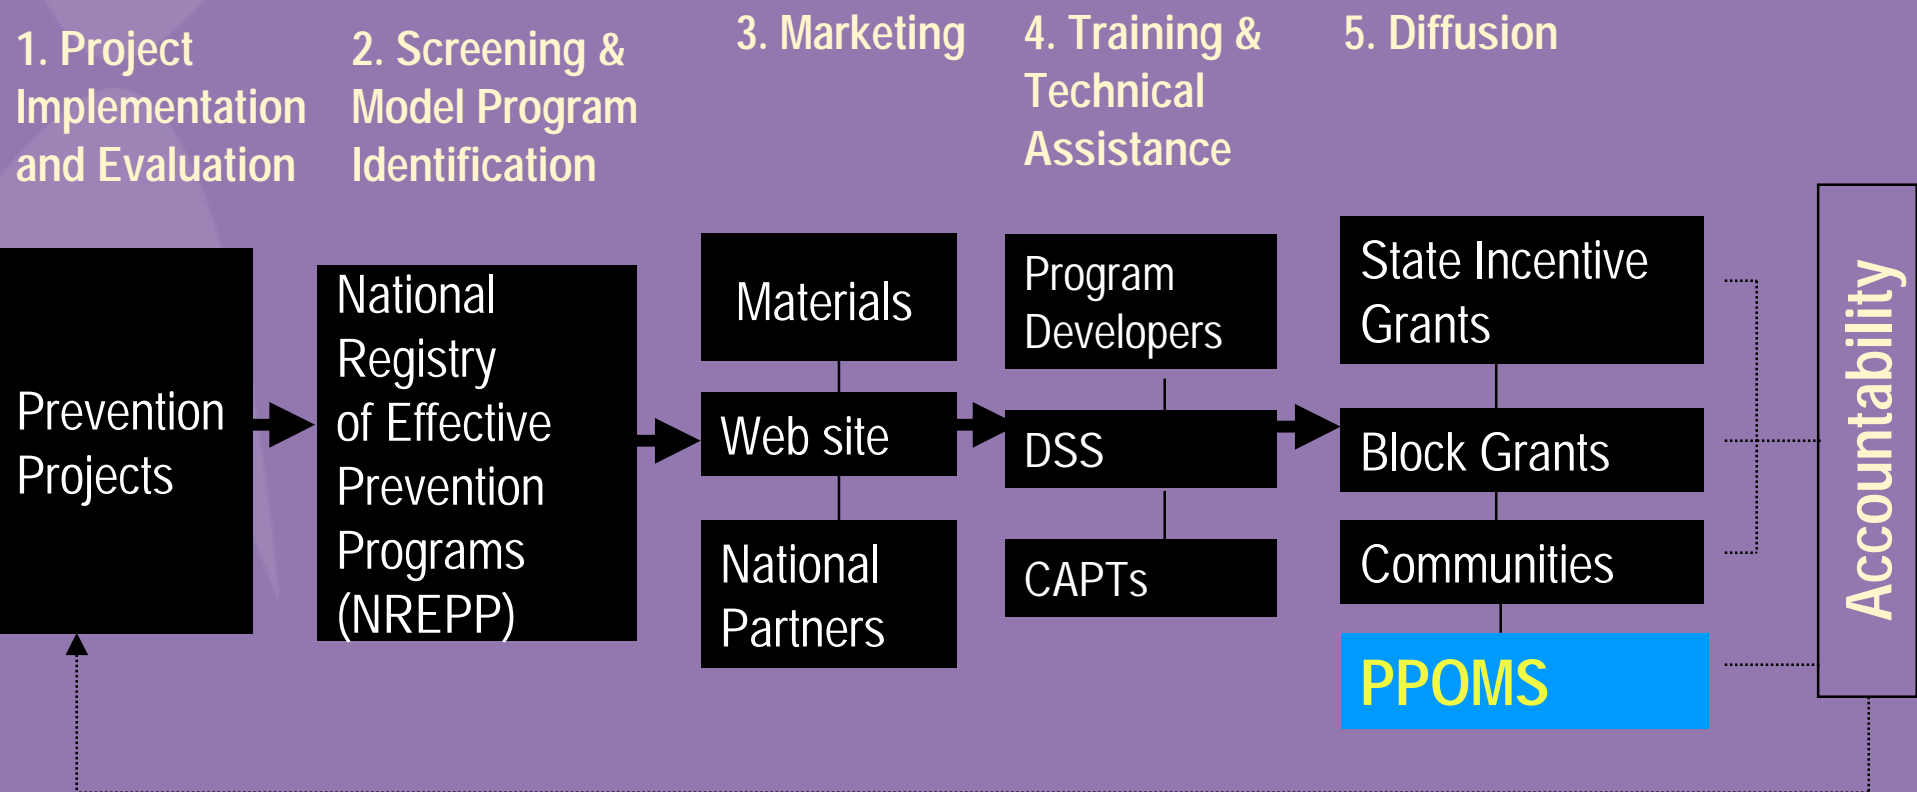 1. Project
Implementation
and Evaluation
2. Screening &
Model Program
Identification
3. Marketing
4. Training &
Technical
Assistance
5. Diffusion
Prevention
Projects
National
Registry
of Effective
Prevention
Programs
(NREPP)
Materials
Web site
National
Partners
Program
Developers
DSS
CAPTs
State Incentive
Grants
Block Grants
Communities
PPOMS
Accountability